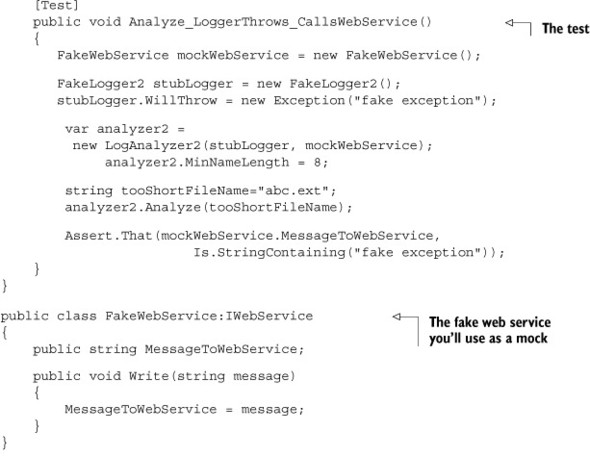 [Test]
public void Analyze_LoggerThrows_CallsWebService()
The test
{
FakeWebService mockWebService = new FakeWebService();
FakeLogger2 stubLogger = new FakeLogger2();
stubLogger.WillThrow = new Exception("fake exception");
var analyzer2 =
new LogAnalyzer2(stubLogger, mockWebService);
analyzer2.MinNameLength = 8;
string tooShortFileName="abc.ext";
analyzer2.Analyze(tooShortFileName);
Assert.That(mockWebService.MessageToWebService,
Is.StringContaining("fake exception"));
}
}
public class FakeWebService:IWebService
The fake web service
you'll use as a mock
{
public string MessageToWebService;
public void Write(string message)
{
MessageToWebService = message;
}
}